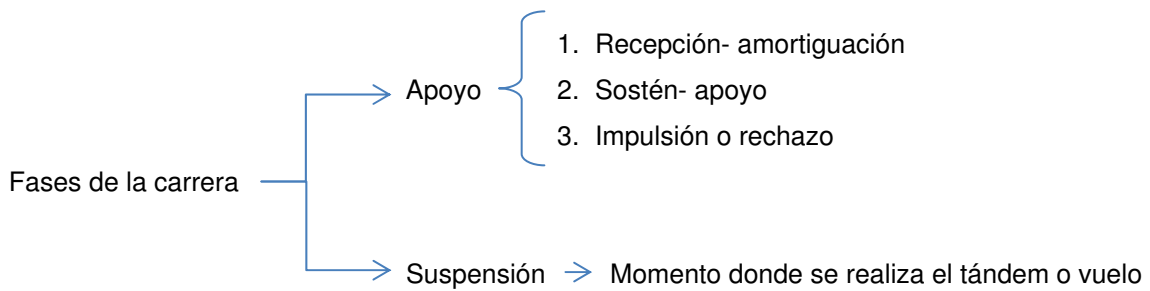 1. Recepción- amortiguación
Apoyo
2. Sostén- apoyo
3. Impulsión o rechazo
Fases de la carrera
Suspensión
Momento donde se realiza el tándem o vuelo